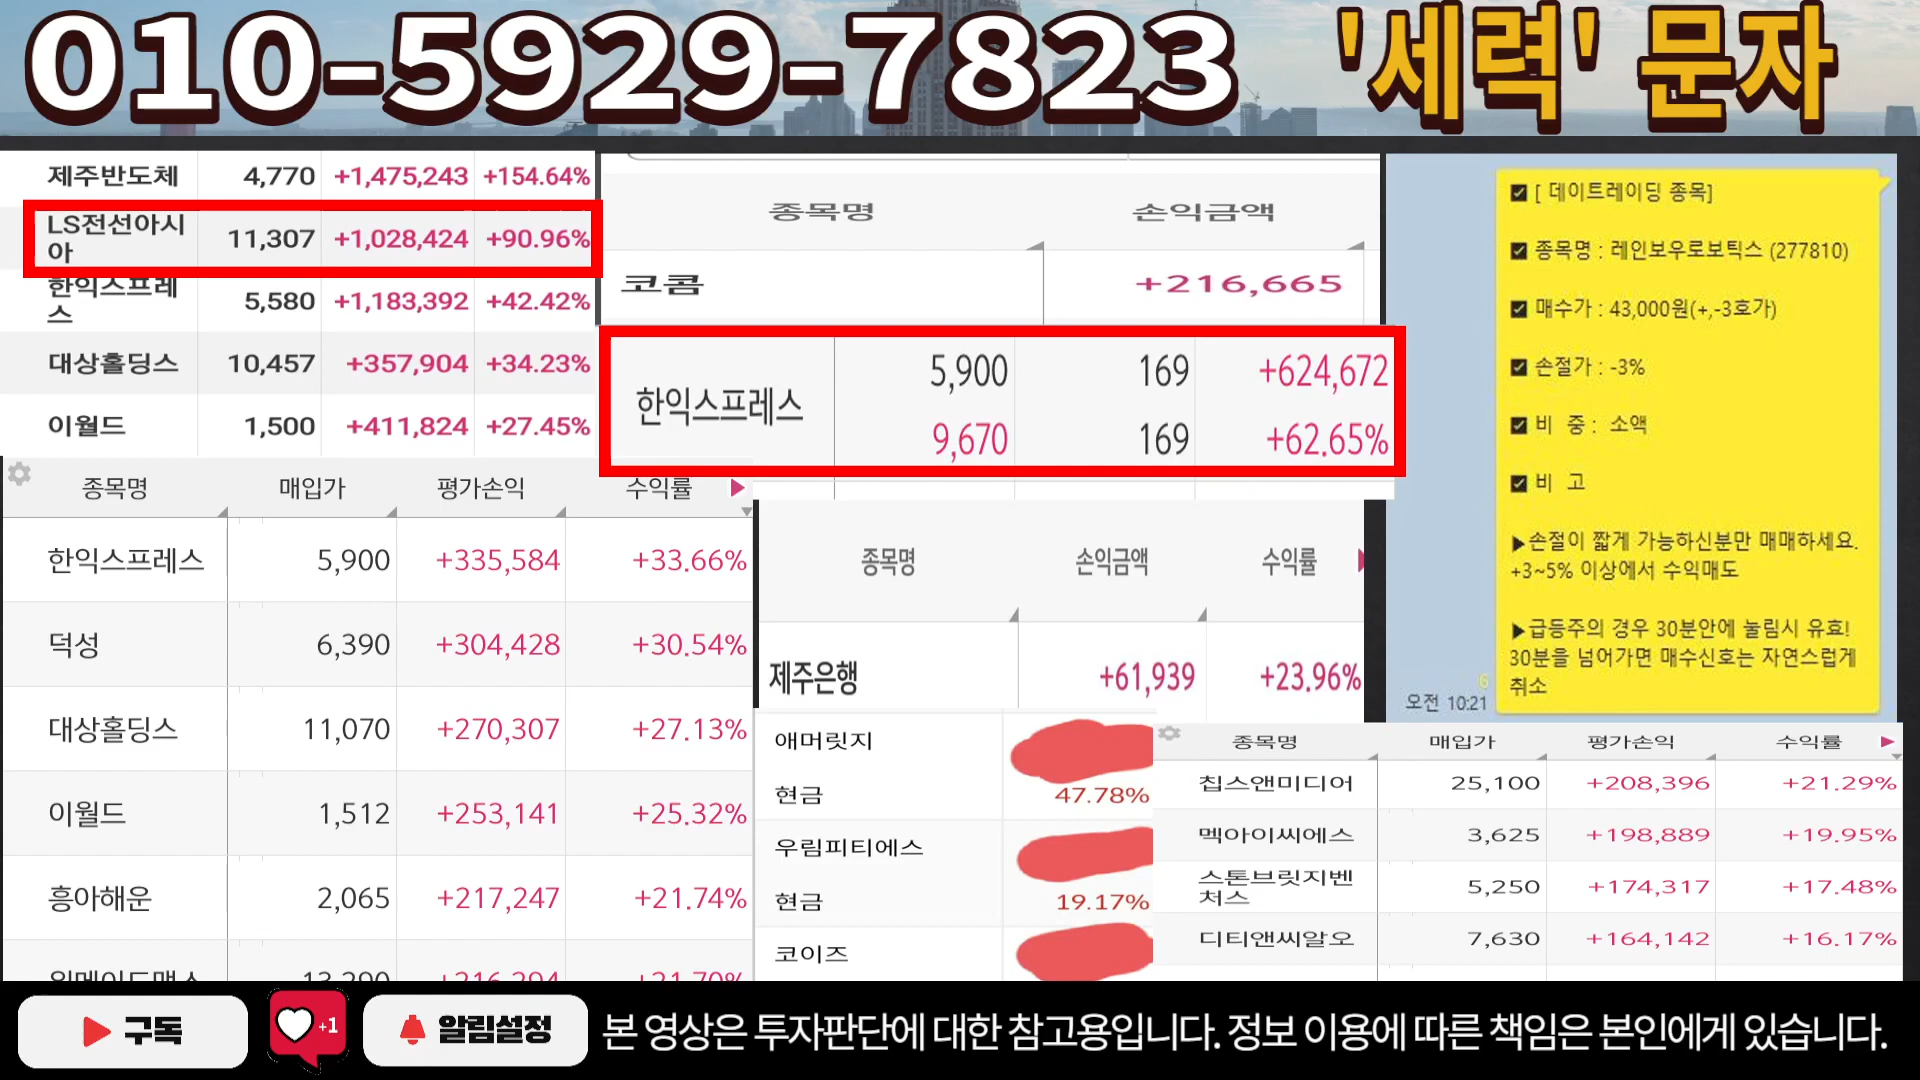 010-5929-7823 '세력' 문자
제주반도체 4,770 +1,475,243 +154.64%
LS전선아시아 11,307 +1,028,424 +90.96%
한익스프레스 5,580 +1,183,392 +42.42%
대상홀딩스 10,457 +357,904 +34.23%
이월드 1,500 +411,824 +27.45%
종목명 손익금액
코콤 +216,665
한익스프레스 5,900 169 +624,672
9,670 169 +62.65%
☑ [ 데이트레이딩 종목]
☑ 종목명 : 레인보우로보틱스 (277810)
☑ 매수가 : 43,000원(+,-3호가)
☑ 손절가 : -3%
☑ 비 중 : 소액
☑ 비 고
▶손절이 짧게 가능하신분만 매매하세요.
+3~5% 이상에서 수익매도
▶급등주의 경우 30분안에 눌림시 유효!
30분을 넘어가면 매수신호는 자연스럽게
취소
6
오전 10:21
종목명 매입가 평가손익 수익률
한익스프레스 5,900 +335,584 +33.66%
덕성 6,390 +304,428 +30.54%
대상홀딩스 11,070 +270,307 +27.13%
이월드 1,512 +253,141 +25.32%
흥아해운 2,065 +217,247 +21.74%
종목명 손익금액 수익률
제주은행 +61,939 +23.96%
애머릿지
현금 47.78%
우림피티에스
현금 19.17%
코이즈
종목명 매입가 평가손익 수익률
칩스앤미디어 25,100 +208,396 +21.29%
멕아이씨에스 3,625 +198,889 +19.95%
스톤브릿지벤
처스 5,250 +174,317 +17.48%
디티앤씨알오 7,630 +164,142 +16.17%
구독 +1 알림설정 본 영상은 투자판단에 대한 참고용입니다. 정보 이용에 따른 책임은 본인에게 있습니다.